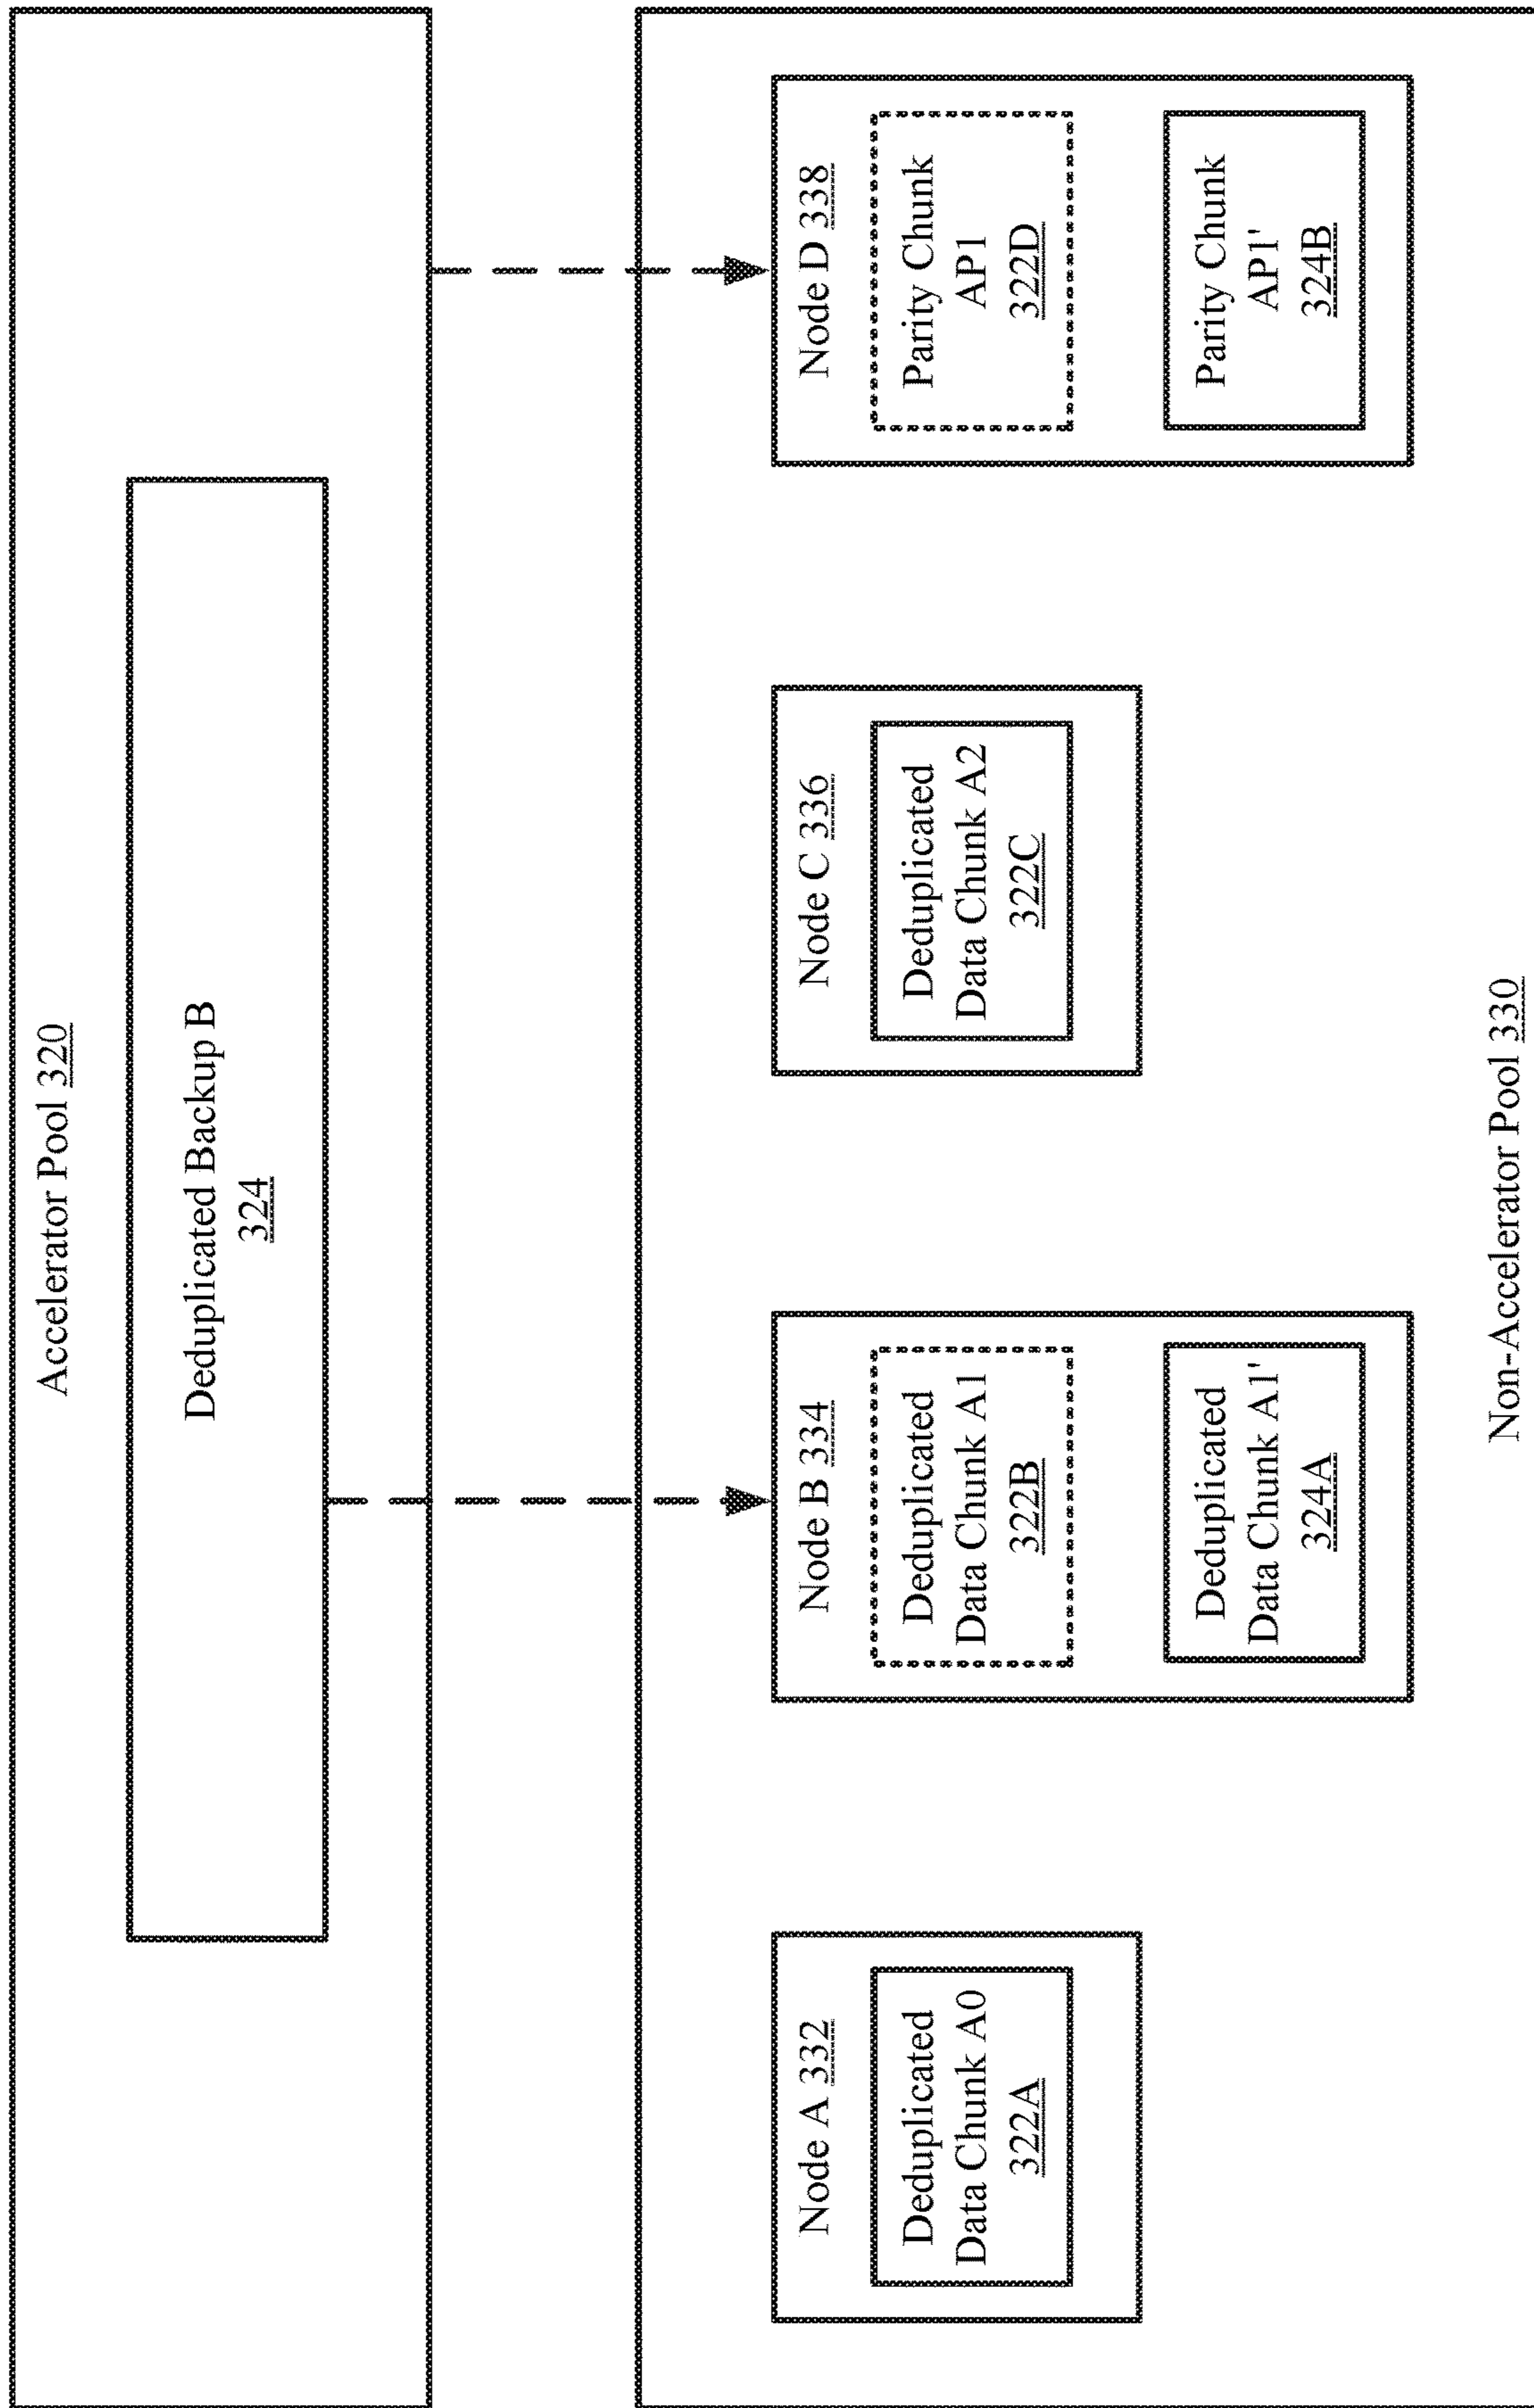 Accelerator Pool 320
Deduplicated Backup B
324
Node A 332
Deduplicated
Data Chunk A0
322A
Node B 334
Deduplicated
Data Chunk A1
322B
Deduplicated
Data Chunk A1'
324A
Node C 336
Deduplicated
Data Chunk A2
322C
Node D 338
Parity Chunk
AP1
322D
Parity Chunk
AP1'
324B
Non-Accelerator Pool 330